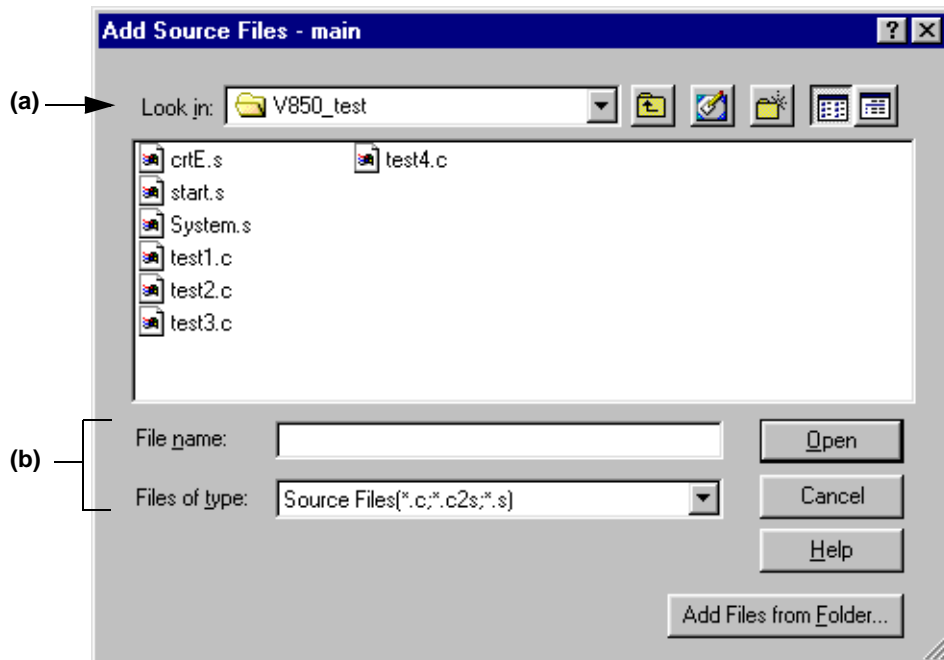 Add Source Files - main
(a)
Look in: V850_test
crtE.s
start.s
System.s
test1.c
test2.c
test3.c
test4.c
(b)
File name:
Open
Files of type: Source Files(*.c;*.c2s;*.s)
Cancel
Help
Add Files from Folder...